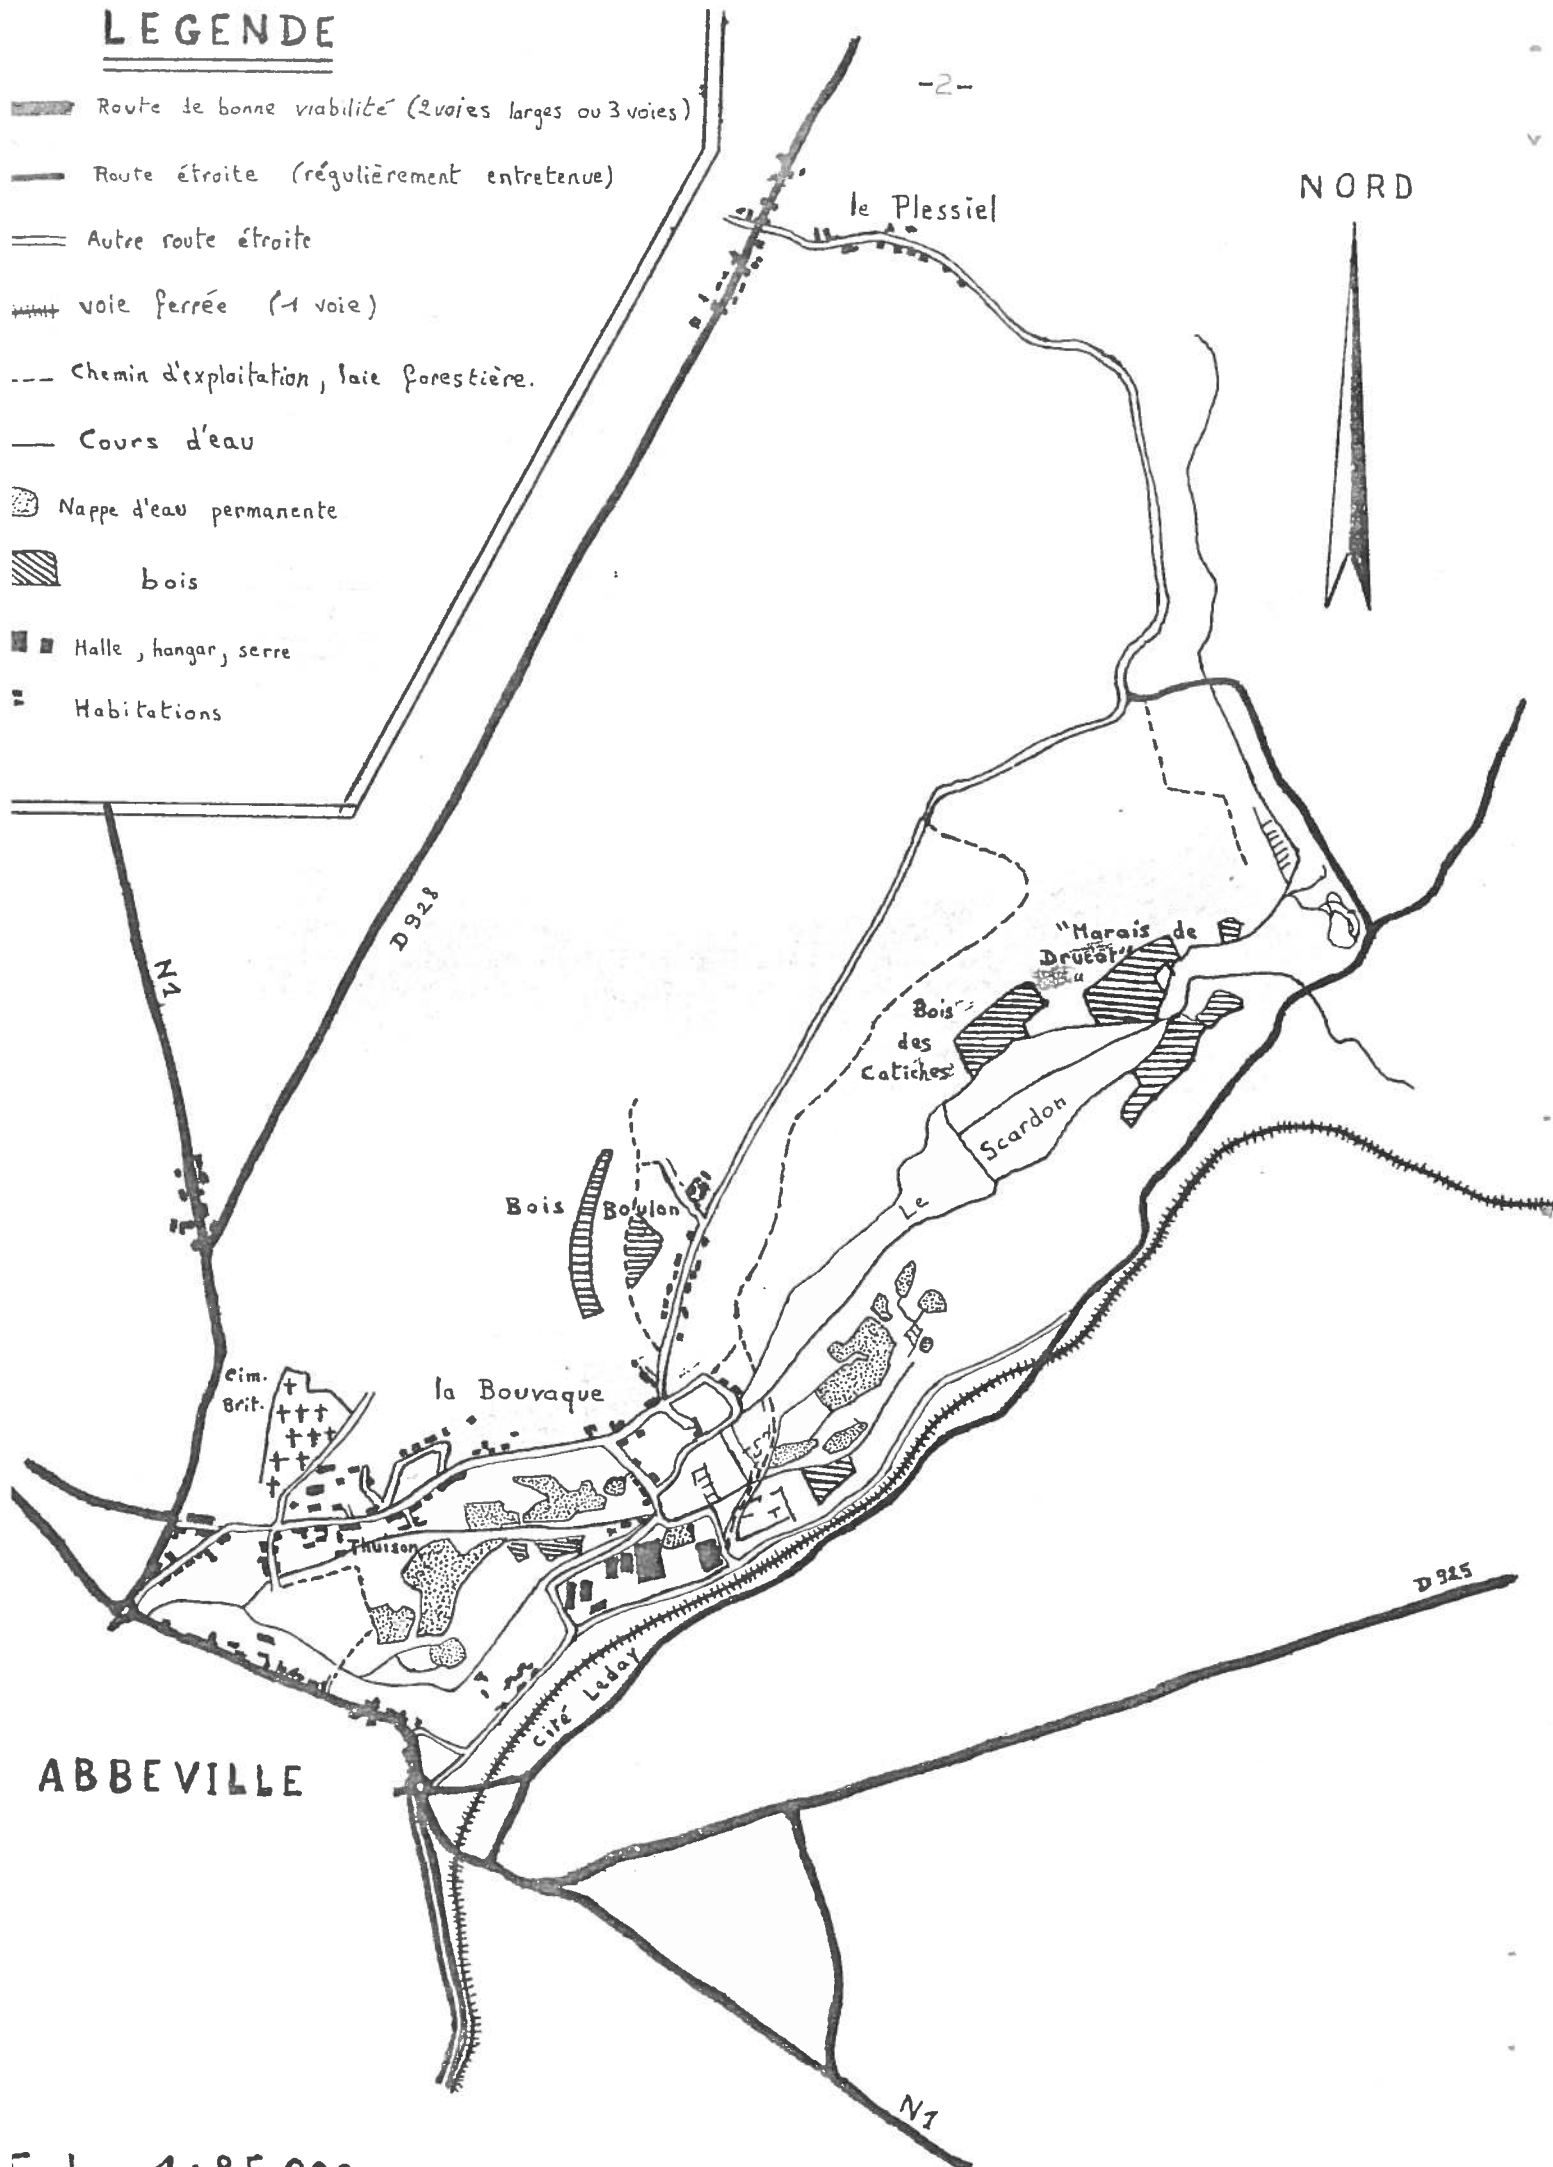 LEGENDE
-2-
Route de bonne viabilité (2 voies larges ou 3 voies)
Route étroite (régulièrement entretenue)
Autre route étroite
voie ferrée (1 voie)
Chemin d'exploitation, laie forestière.
Cours d'eau
Nappe d'eau permanente
bois
Halle, hangar, serre
Habitations
NORD
le Plessiel
D 928
N1
"Marais de
Drucat"
Bois
des
Catiches
Le Scardon
Bois Boulon
Cim.
Brit.
la Bouvaque
Thuison
Cité Leday
D 925
ABBEVILLE
N1